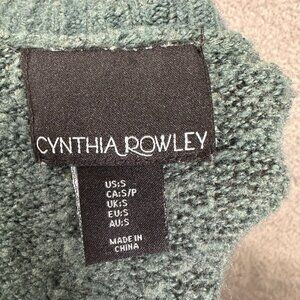 CYNTHIA ROWLEY
US:S
CA:S/P
UK:S
EU:S
AU:S
MADE IN
CHINA